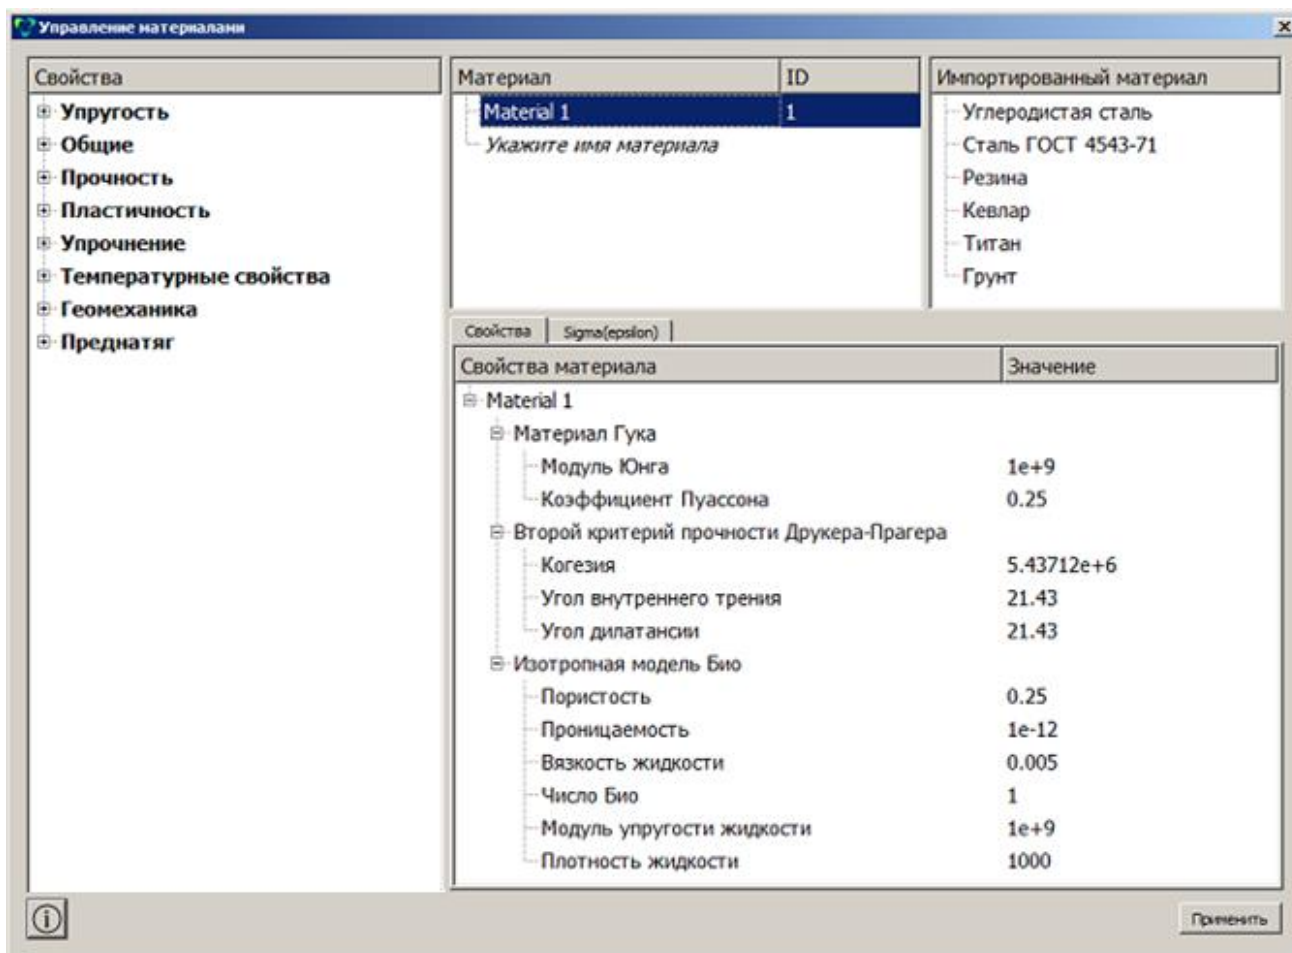 Управление материалами
Свойства
Упругость
Общие
Прочность
Пластичность
Упрочнение
Температурные свойства
Геомеханика
Преднатяг
Материал ID
Material 1 1
Укажите имя материала
Импортированный материал
Углеродистая сталь
Сталь ГОСТ 4543-71
Резина
Кевлар
Титан
Грунт
Свойства Sigma(epsilon)
Свойства материала Значение
Material 1
Материал Гука
Модуль Юнга 1e+9
Коэффициент Пуассона 0.25
Второй критерий прочности Друкера-Прагера
Когезия 5.43712e+6
Угол внутреннего трения 21.43
Угол дилатансии 21.43
Изотропная модель Био
Пористость 0.25
Проницаемость 1e-12
Вязкость жидкости 0.005
Число Био 1
Модуль упругости жидкости 1e+9
Плотность жидкости 1000
Применить